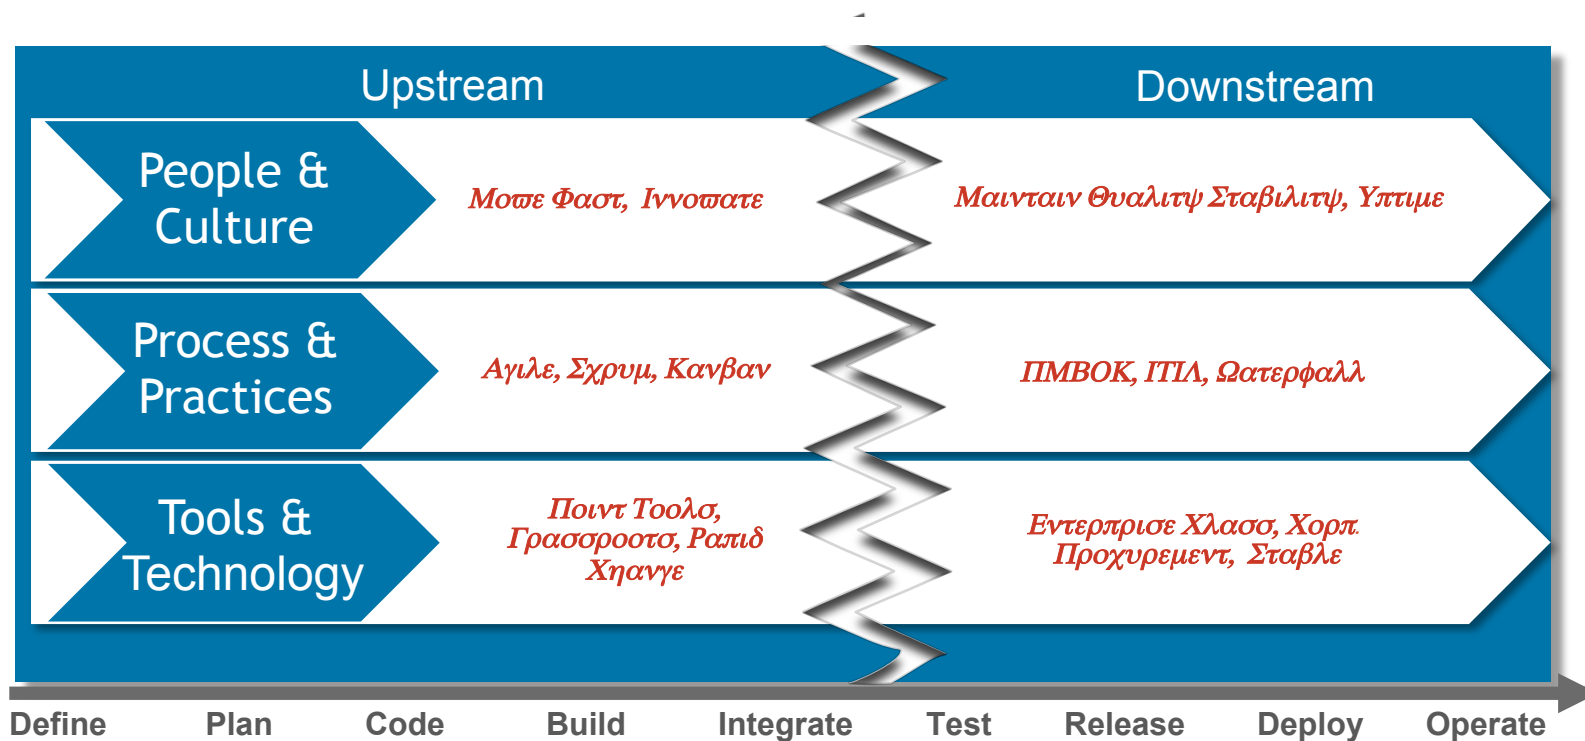 Upstream
Downstream
People &
Culture
Μοϖε Φαστ, Ιννοϖατε
Μαινταιν Θυαλιτψ Σταβιλιτψ, Υπτιμε
Process &
Practices
Αγιλε, Σχρυμ, Κανβαν
ΠΜΒΟΚ, ΙΤΙΛ, Ωατερφαλλ
Tools &
Technology
Ποιντ Τοολσ,
Γρασσροοτσ, Ραπιδ
Χηανγε
Εντερπρισε Χλασσ, Χορπ.
Προχυρεμεντ, Σταβλε
Define Plan Code Build Integrate Test Release Deploy Operate